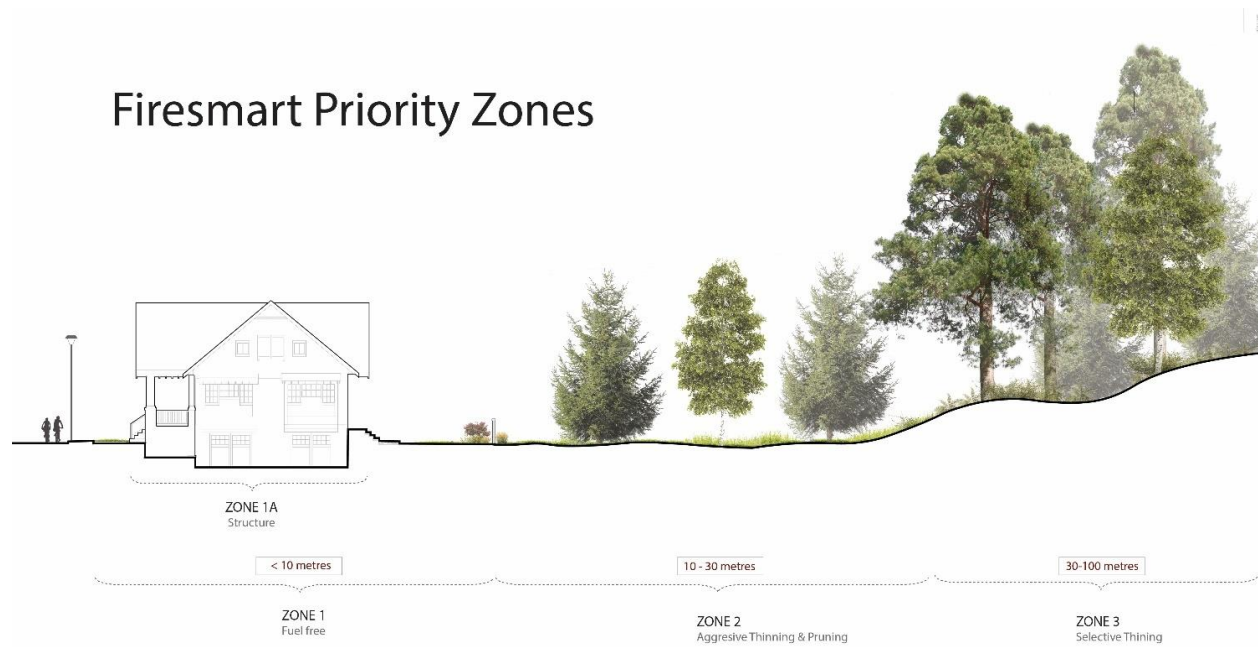 Firesmart Priority Zones
ZONE 1A
Structure
< 10 metres
10 - 30 metres
30-100 metres
ZONE 1
Fuel free
ZONE 2
Aggresive Thinning & Pruning
ZONE 3
Selective Thining